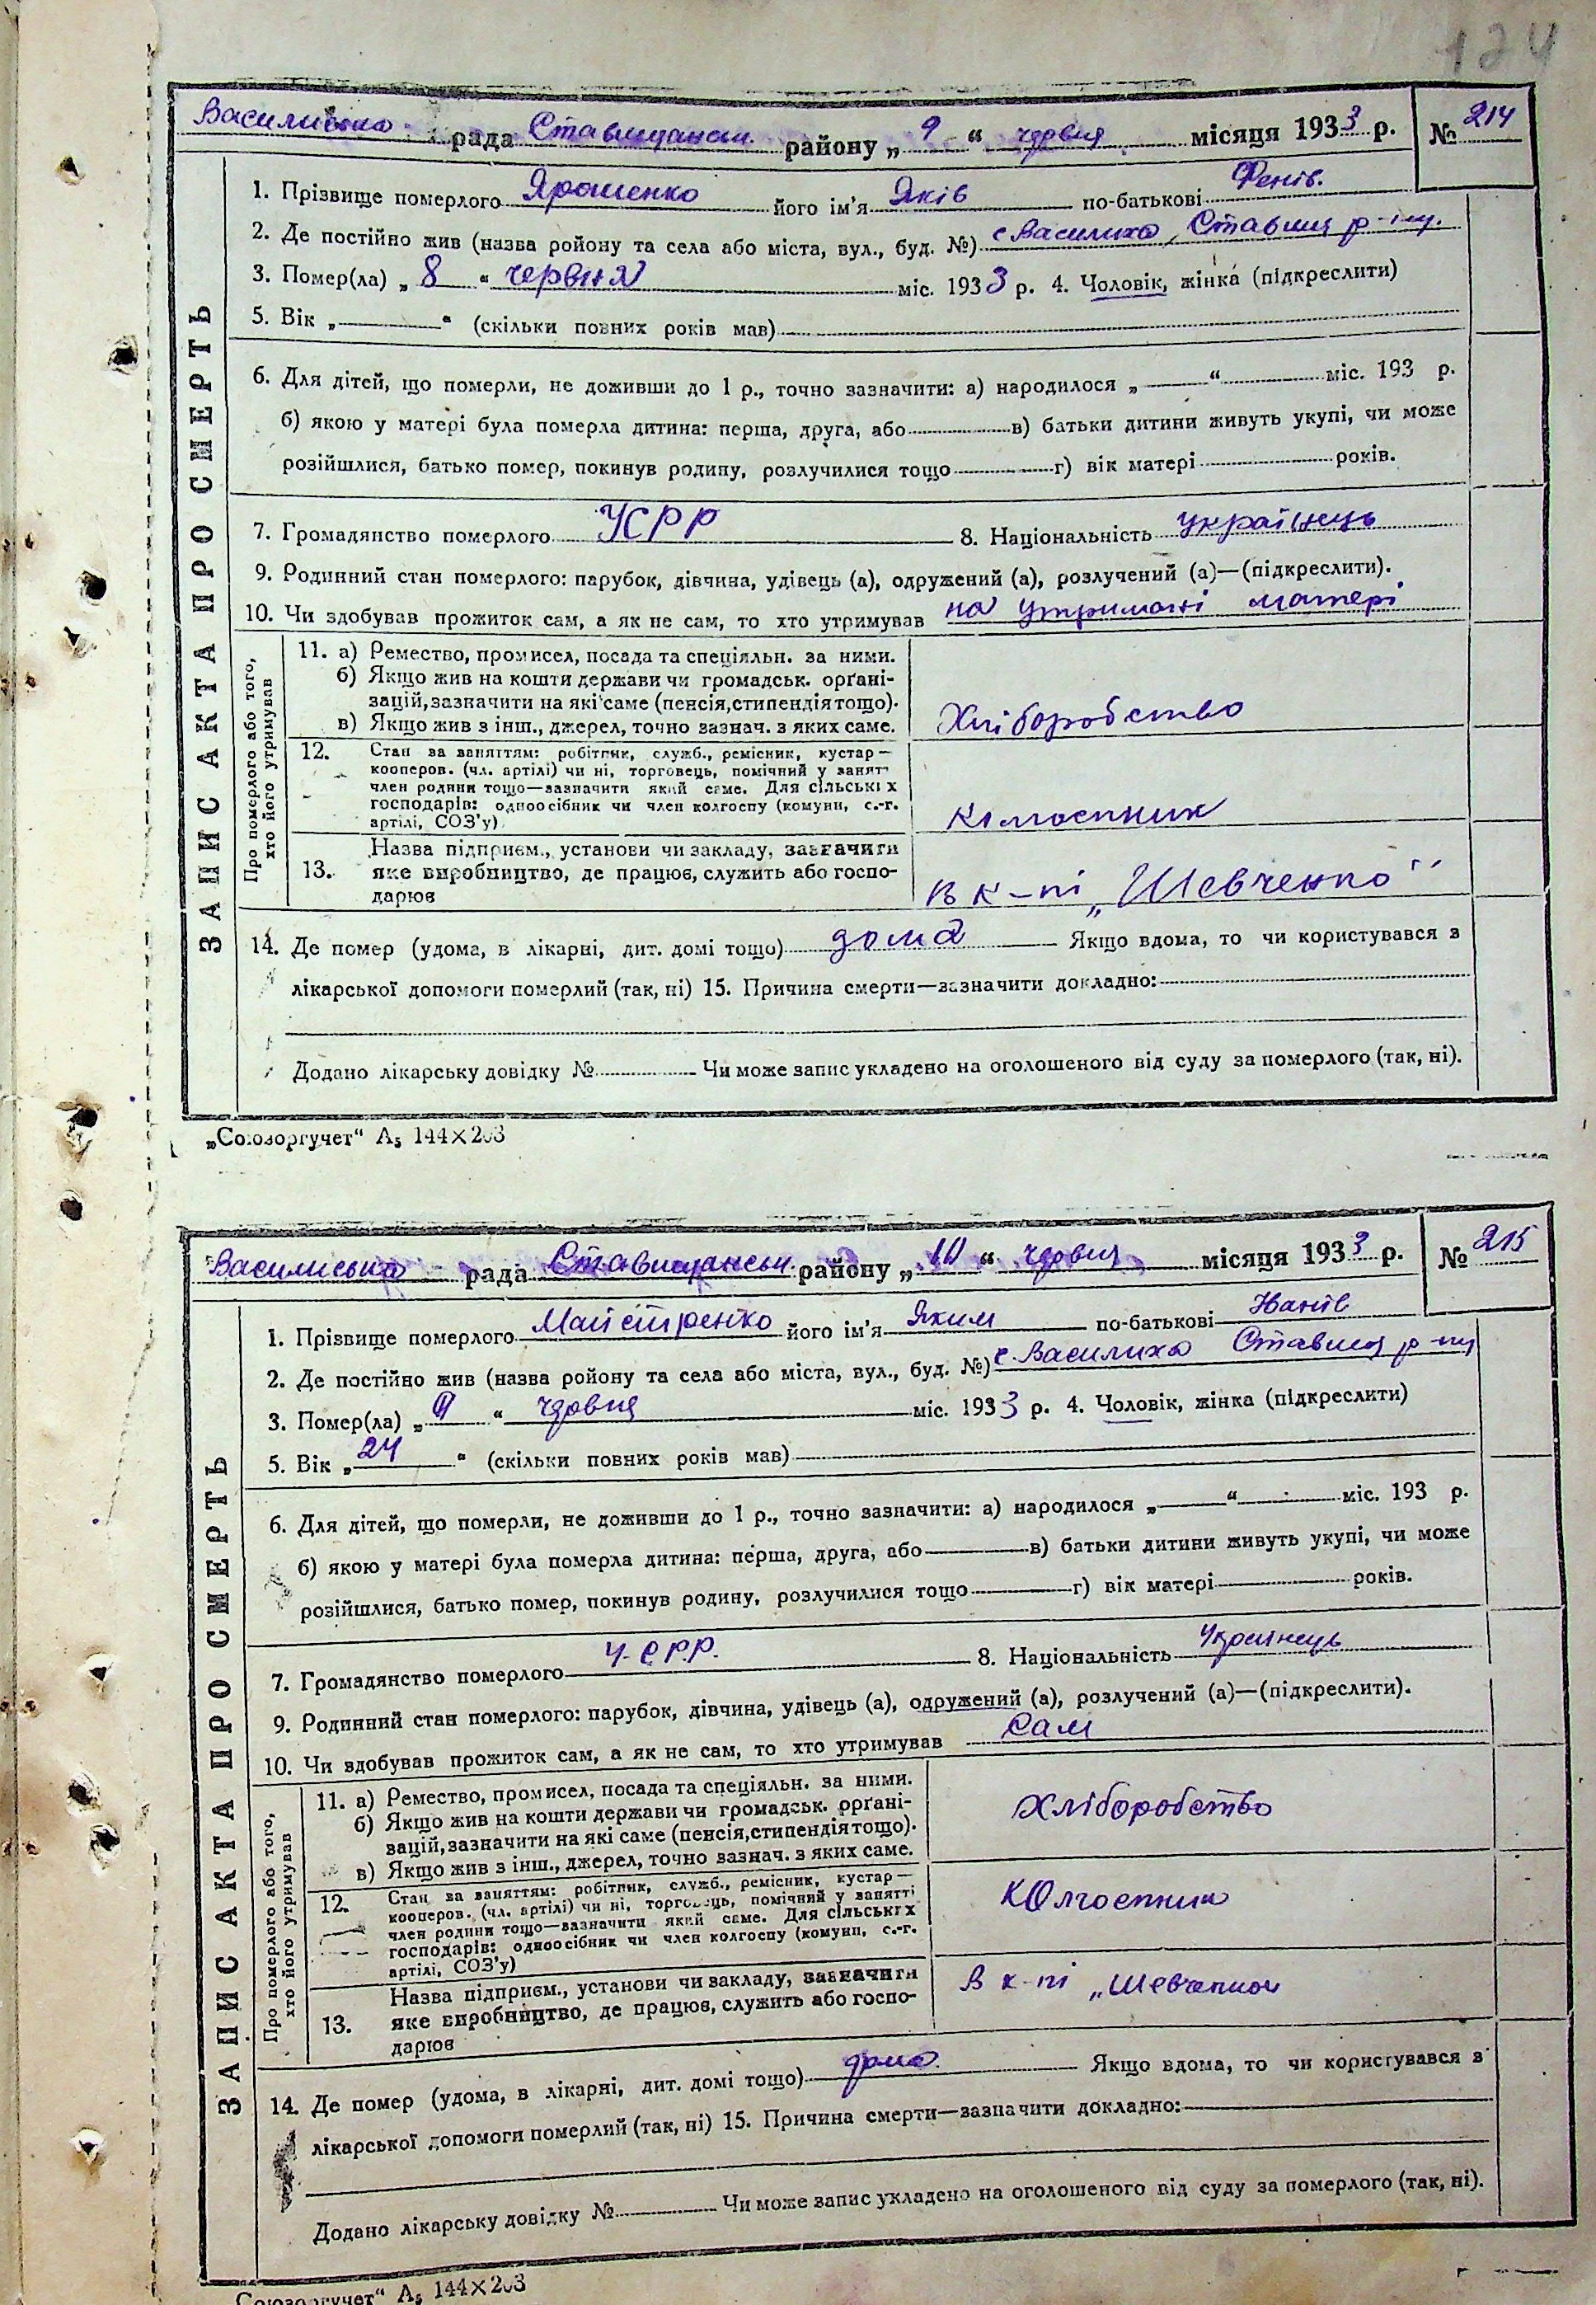 124
Василиська рада Ставищанськ. району „ 9 “ червня місяця 1933 р. № 214
1. Прізвище померлого Ярошенко його ім'я Яків по-батькові
2. Де постійно жив (назва ройону та села або міста, вул., буд. №) с Василиха, Ставищ р-ну.
3. Помер(ла) „ 8 “ червня міс. 1933 р. 4. Чоловік, жінка (підкреслити)
5. Вік „ — “ (скільки повних років мав)
6. Для дітей, що померли, не доживши до 1 р., точно зазначити: а) народилося „ — “ міс. 193 р.
б) якою у матері була померла дитина: перша, друга, або в) батьки дитини живуть укупі, чи може
розійшлися, батько помер, покинув родину, розлучилися тощо г) вік матері років.
7. Громадянство померлого УСРР 8. Національність українець
9. Родинний стан померлого: парубок, дівчина, удівець (а), одружений (а), розлучений (а)—(підкреслити).
10. Чи здобував прожиток сам, а як не сам, то хто утримував на утримані матері
ЗАПИС АКТА ПРО СМЕРТЬ
Про померлого або того,
хто його утримував
11. а) Ремество, промисел, посада та спеціяльн. за ними.
б) Якщо жив на кошти держави чи громадськ. орґані-
зацій, зазначити на які саме (пенсія, стипендія тощо).
в) Якщо жив з інш., джерел, точно зазнач. з яких саме.
Хліборобство
12. Стан за заняттям: робітник, служб., ремісник, кустар—
кооперов. (чл. артілі) чи ні, торговець, помічний у занят
член родини тощо—зазначити який саме. Для сільських
господарів: одноосібник чи член колгоспу (комуни, с.-г.
артілі, СОЗ'у)
Колгоспник
13. Назва підприєм., установи чи закладу, зазначити
яке виробництво, де працює, служить або госпо-
дарює
в к-пі „Шевченко“
14. Де помер (удома, в лікарні, дит. домі тощо) дома Якщо вдома, то чи користувався з
лікарської допомоги померлий (так, ні) 15. Причина смерти—зазначити докладно:
Додано лікарську довідку № Чи може запис укладено на оголошеного від суду за померлого (так, ні).
„Союзоргучет“ А5 144×203
Василиська рада Ставищанськ. району „ 10 “ червня місяця 1933 р. № 215
1. Прізвище померлого Майстренко його ім'я Яким по-батькові Іванів
2. Де постійно жив (назва ройону та села або міста, вул., буд. №) с. Василиха Ставищ р-ну
3. Помер(ла) „ “ червня міс. 1933 р. 4. Чоловік, жінка (підкреслити)
5. Вік „ 24 “ (скільки повних років мав)
6. Для дітей, що померли, не доживши до 1 р., точно зазначити: а) народилося „ — “ міс. 193 р.
б) якою у матері була померла дитина: перша, друга, або в) батьки дитини живуть укупі, чи може
розійшлися, батько помер, покинув родину, розлучилися тощо г) вік матері років.
7. Громадянство померлого У.С.Р.Р. 8. Національність Українець
9. Родинний стан померлого: парубок, дівчина, удівець (а), одружений (а), розлучений (а)—(підкреслити).
10. Чи здобував прожиток сам, а як не сам, то хто утримував сам
ЗАПИС АКТА ПРО СМЕРТЬ
Про померлого або того,
хто його утримував
11. а) Ремество, промисел, посада та спеціяльн. за ними.
б) Якщо жив на кошти держави чи громадськ. орґані-
зацій, зазначити на які саме (пенсія, стипендія тощо).
в) Якщо жив з інш., джерел, точно зазнач. з яких саме.
Хліборобство
12. Стан за заняттям: робітник, служб., ремісник, кустар—
кооперов. (чл. артілі) чи ні, торговець, помічний у занятті
член родини тощо—зазначити який саме. Для сільських
господарів: одноосібник чи член колгоспу (комуни, с.-г.
артілі, СОЗ'у)
Колгоспник
13. Назва підприєм., установи чи закладу, зазначити
яке виробництво, де працює, служить або госпо-
дарює
в к-пі „Шевченко“
14. Де помер (удома, в лікарні, дит. домі тощо) дома Якщо вдома, то чи користувався з
лікарської допомоги померлий (так, ні) 15. Причина смерти—зазначити докладно:
Додано лікарську довідку № Чи може запис укладено на оголошеного від суду за померлого (так, ні).
Союзоргучет“ А5 144×203